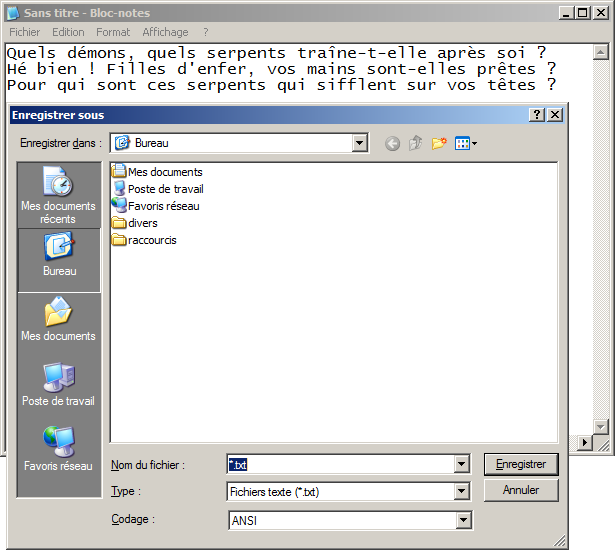 Sans titre - Bloc-notes
Fichier Edition Format Affichage ?
Quels démons, quels serpents traîne-t-elle après soi ?
Hé bien ! Filles d'enfer, vos mains sont-elles prêtes ?
Pour qui sont ces serpents qui sifflent sur vos têtes ?
Enregistrer sous
Enregistrer dans : Bureau
Mes documents récents
Bureau
Mes documents
Poste de travail
Favoris réseau
Mes documents
Poste de travail
Favoris réseau
divers
raccourcis
Nom du fichier : *.txt Enregistrer
Type : Fichiers texte (*.txt) Annuler
Codage : ANSI